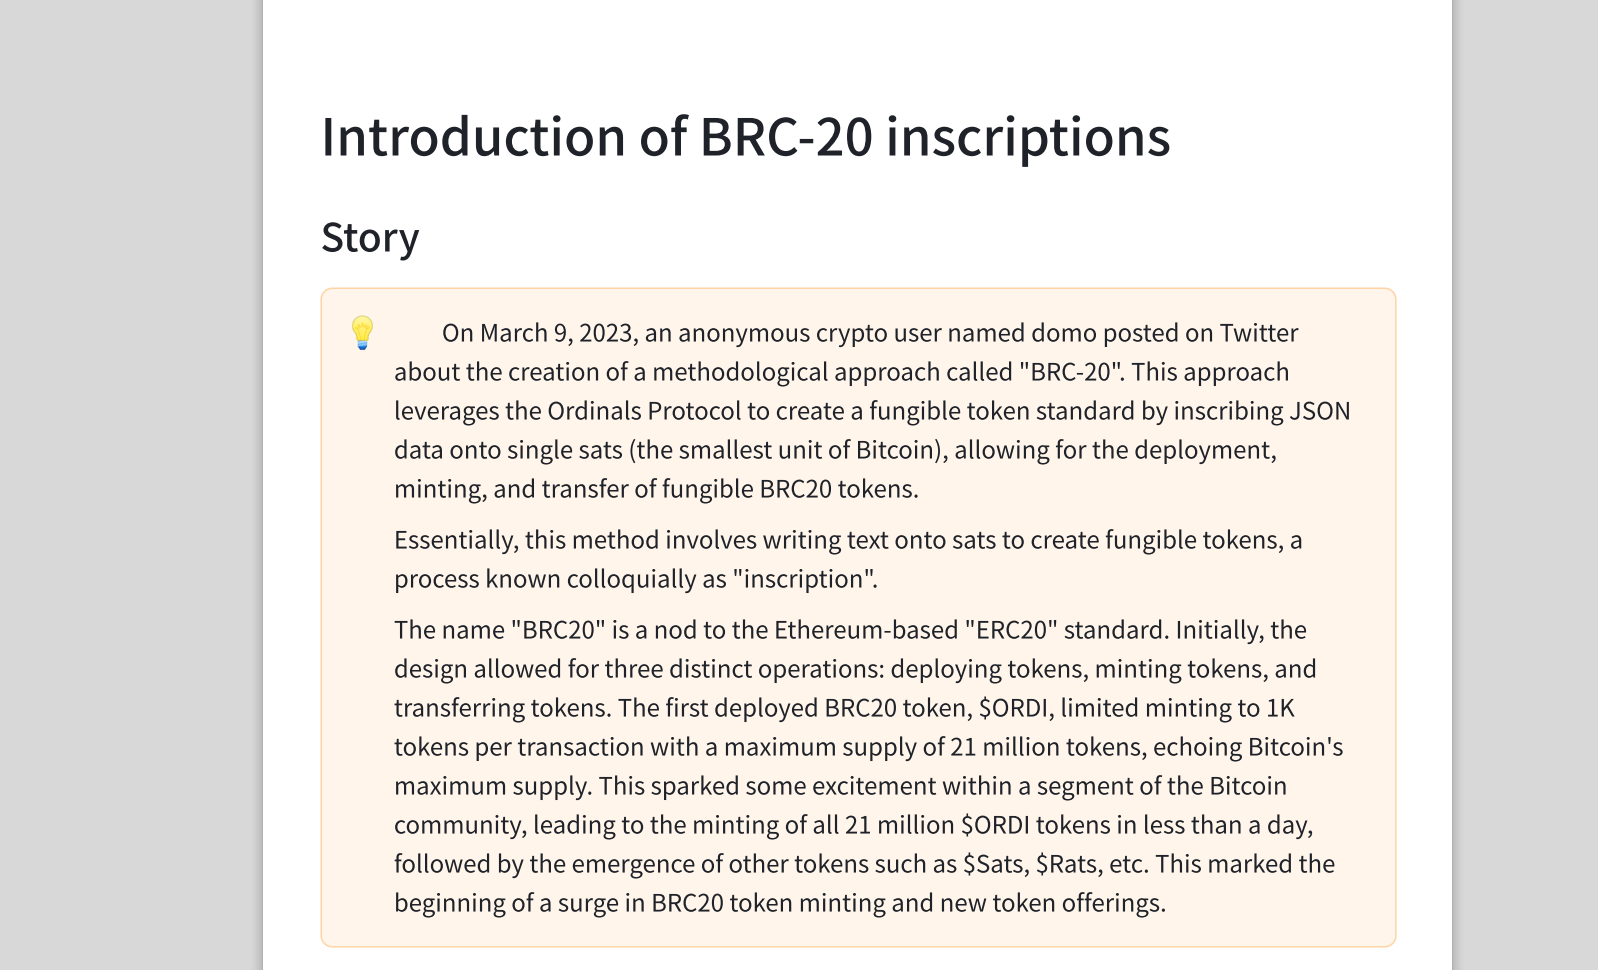 Introduction of BRC-20 inscriptions
Story
On March 9, 2023, an anonymous crypto user named domo posted on Twitter
about the creation of a methodological approach called "BRC-20". This approach
leverages the Ordinals Protocol to create a fungible token standard by inscribing JSON
data onto single sats (the smallest unit of Bitcoin), allowing for the deployment,
minting, and transfer of fungible BRC20 tokens.
Essentially, this method involves writing text onto sats to create fungible tokens, a
process known colloquially as "inscription".
The name "BRC20" is a nod to the Ethereum-based "ERC20" standard. Initially, the
design allowed for three distinct operations: deploying tokens, minting tokens, and
transferring tokens. The first deployed BRC20 token, $ORDI, limited minting to 1K
tokens per transaction with a maximum supply of 21 million tokens, echoing Bitcoin's
maximum supply. This sparked some excitement within a segment of the Bitcoin
community, leading to the minting of all 21 million $ORDI tokens in less than a day,
followed by the emergence of other tokens such as $Sats, $Rats, etc. This marked the
beginning of a surge in BRC20 token minting and new token offerings.